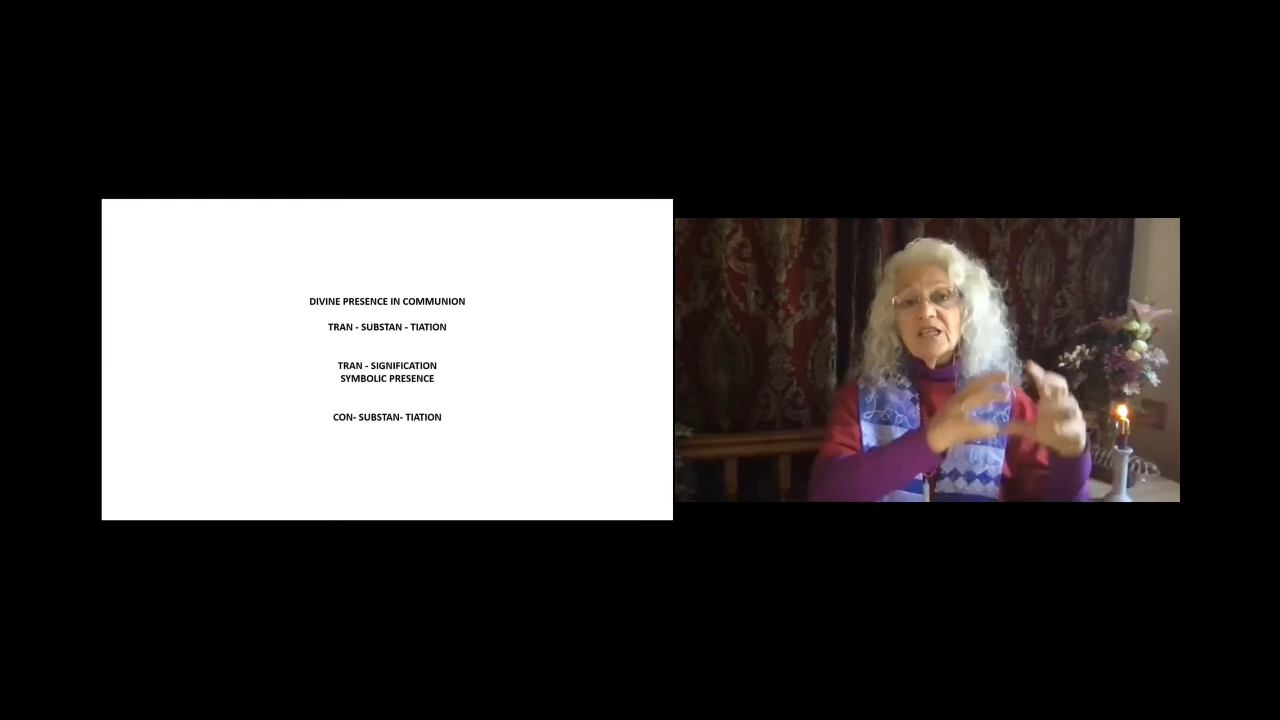 DIVINE PRESENCE IN COMMUNION
TRAN - SUBSTAN - TIATION
TRAN - SIGNIFICATION
SYMBOLIC PRESENCE
CON- SUBSTAN- TIATION